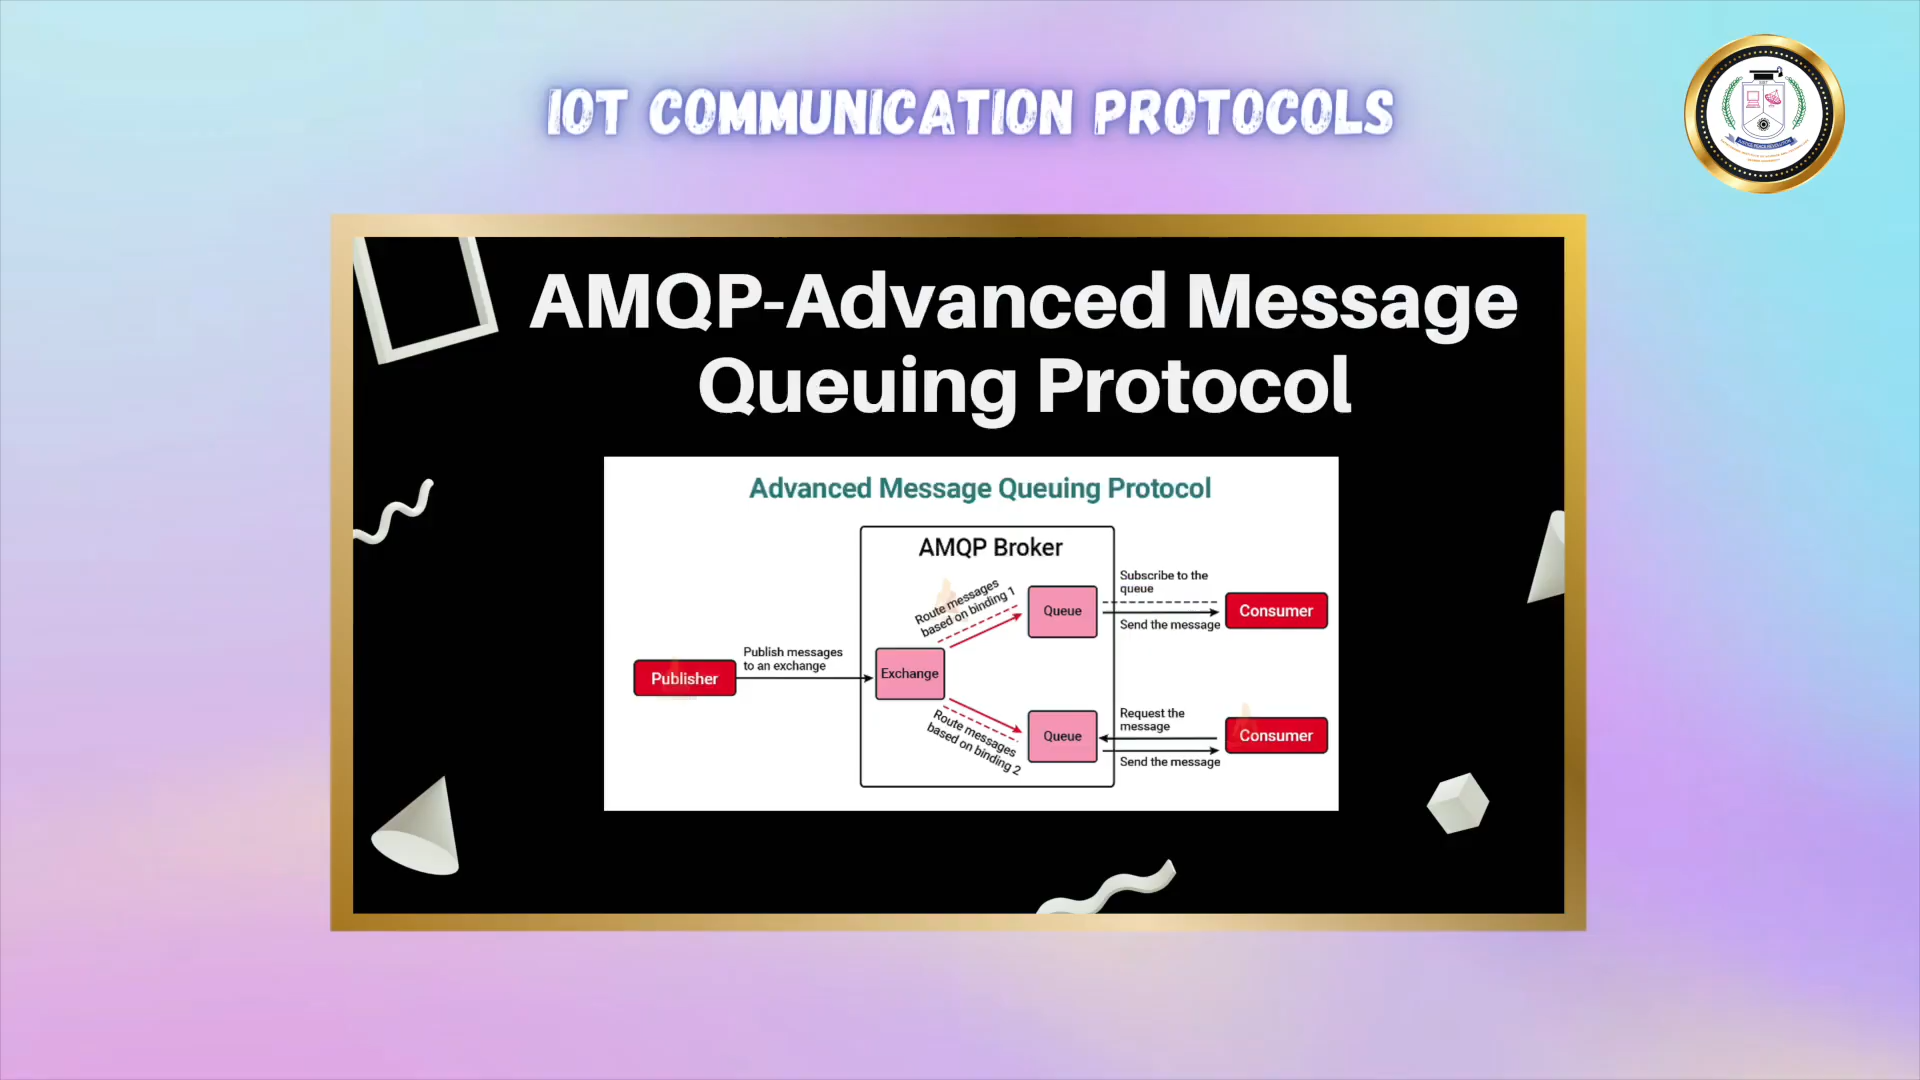 IOT COMMUNICATION PROTOCOLS
AMQP-Advanced Message
Queuing Protocol
Advanced Message Queuing Protocol
AMQP Broker
Route messages
based on binding 1
Queue
Subscribe to the
queue
Send the message
Consumer
Publisher
Publish messages
to an exchange
Exchange
Route messages
based on binding 2
Queue
Request the
message
Send the message
Consumer